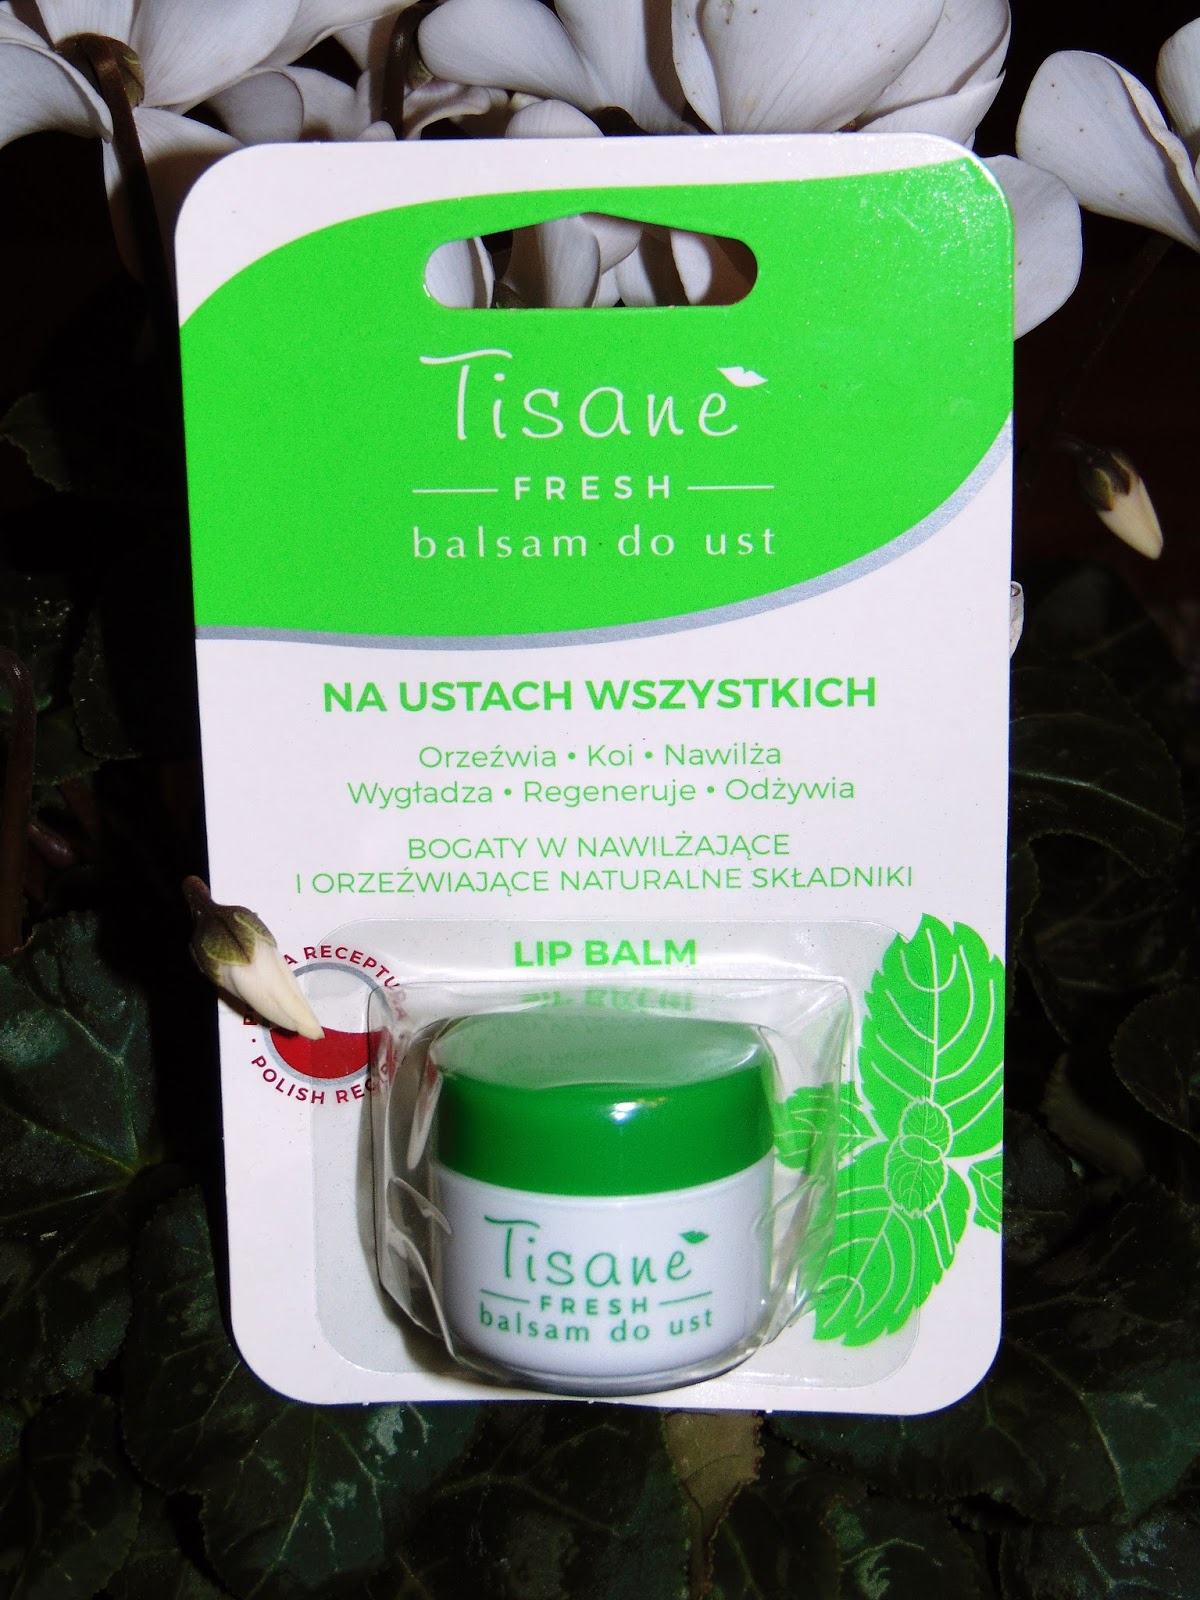 Tisane
FRESH
balsam do ust
NA USTACH WSZYSTKICH
Orzeźwia • Koi • Nawilża
Wygładza • Regeneruje • Odżywia
BOGATY W NAWILŻAJĄCE
I ORZEŹWIAJĄCE NATURALNE SKŁADNIKI
LIP BALM
RECEPTURA
POLISH
Tisane
FRESH
balsam do ust